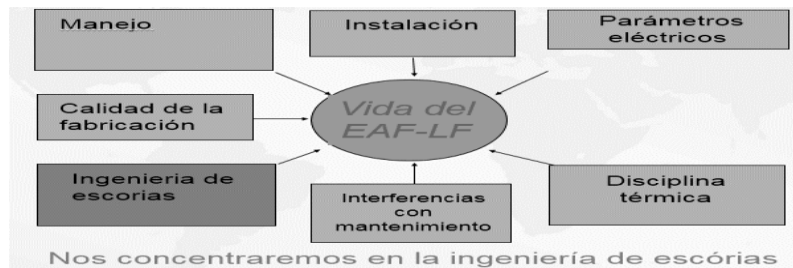 Manejo
Instalación
Parámetros
eléctricos
Calidad de la
fabricación
Vida del
EAF-LF
Ingenieria de
escorias
Interferencias
con
mantenimiento
Disciplina
térmica
Nos concentraremos en la ingeniería de escórias